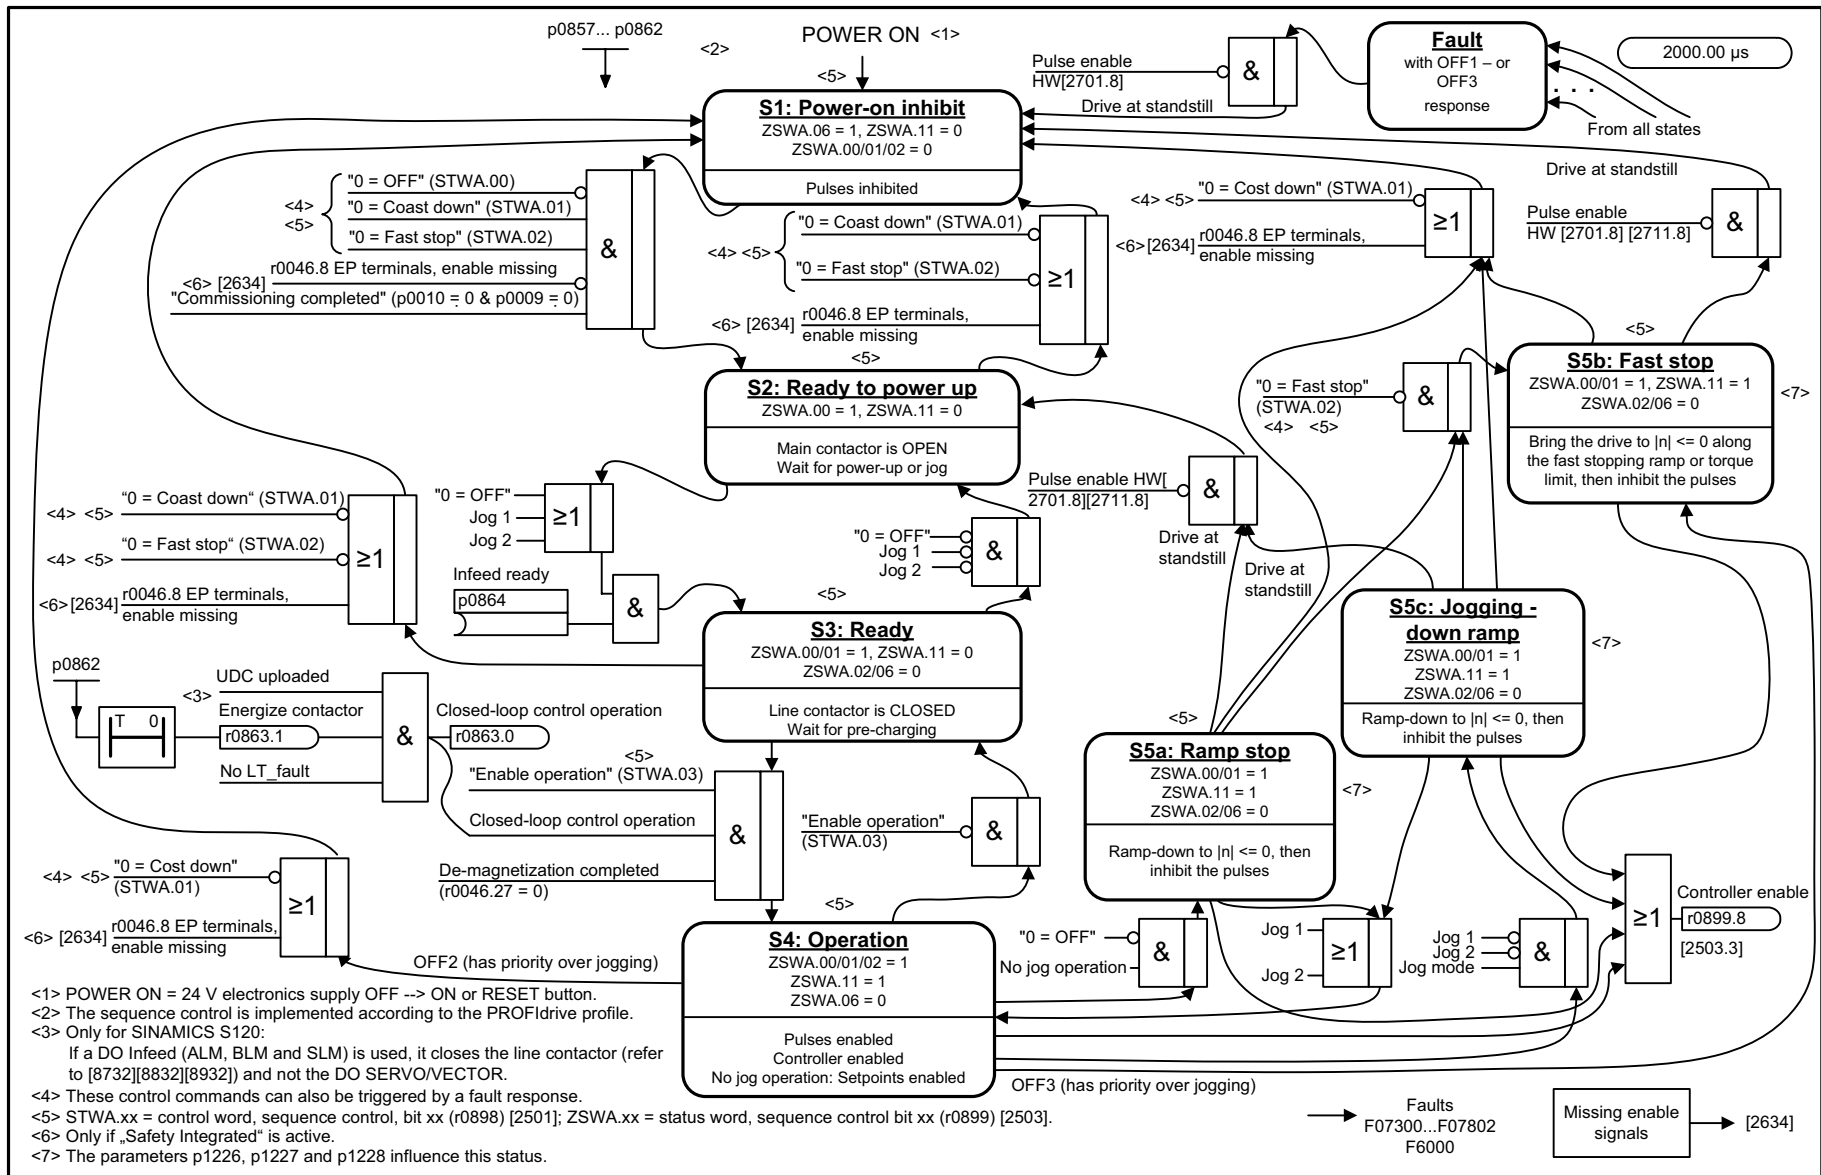 p0857... p0862
<2>
POWER ON <1>
<5>
Pulse enable
HW[2701.8]
&
Drive at standstill
Fault
with OFF1 – or
OFF3
response
2000.00 µs
. . .
From all states
S1: Power-on inhibit
ZSWA.06 = 1, ZSWA.11 = 0
ZSWA.00/01/02 = 0
Pulses inhibited
<4>
<5>
"0 = OFF" (STWA.00)
"0 = Coast down" (STWA.01)
"0 = Fast stop" (STWA.02)
r0046.8 EP terminals, enable missing
<6> [2634]
"Commissioning completed" (p0010 = 0 & p0009 = 0)
&
<4> <5>
"0 = Coast down" (STWA.01)
"0 = Fast stop" (STWA.02)
<6> [2634] r0046.8 EP terminals,
enable missing
≥1
"0 = Cost down" (STWA.01)
<4> <5>
<6>[2634] r0046.8 EP terminals,
enable missing
≥1
Drive at standstill
Pulse enable
HW [2701.8] [2711.8]
&
<5>
S2: Ready to power up
ZSWA.00 = 1, ZSWA.11 = 0
Main contactor is OPEN
Wait for power-up or jog
"0 = Fast stop"
(STWA.02)
<4> <5>
&
<5>
S5b: Fast stop
ZSWA.00/01 = 1, ZSWA.11 = 1
ZSWA.02/06 = 0
<7>
Bring the drive to |n| <= 0 along
the fast stopping ramp or torque
limit, then inhibit the pulses
“0 = Coast down“ (STWA.01)
<4> <5>
“0 = Fast stop“ (STWA.02)
<4> <5>
<6>[2634] r0046.8 EP terminals,
enable missing
≥1
"0 = OFF"
Jog 1
Jog 2
≥1
Infeed ready
p0864
&
"0 = OFF"
Jog 1
Jog 2
&
Pulse enable HW[
2701.8][2711.8]
&
Drive at
standstill
Drive at
standstill
<5>
S3: Ready
ZSWA.00/01 = 1, ZSWA.11 = 0
ZSWA.02/06 = 0
Line contactor is CLOSED
Wait for pre-charging
S5c: Jogging -
down ramp
ZSWA.00/01 = 1
ZSWA.11 = 1
ZSWA.02/06 = 0
<7>
Ramp-down to |n| <= 0, then
inhibit the pulses
p0862
<3>
UDC uploaded
T 0
Energize contactor
r0863.1
No LT_fault
&
Closed-loop control operation
r0863.0
<5>
"Enable operation" (STWA.03)
Closed-loop control operation
De-magnetization completed
(r0046.27 = 0)
&
"Enable operation"
(STWA.03)
&
<5>
S5a: Ramp stop
ZSWA.00/01 = 1
ZSWA.11 = 1
ZSWA.02/06 = 0
<7>
Ramp-down to |n| <= 0, then
inhibit the pulses
<4> <5> "0 = Cost down"
(STWA.01)
<6> [2634] r0046.8 EP terminals,
enable missing
≥1
OFF2 (has priority over jogging)
<5>
S4: Operation
ZSWA.00/01/02 = 1
ZSWA.11 = 1
ZSWA.06 = 0
Pulses enabled
Controller enabled
No jog operation: Setpoints enabled
"0 = OFF"
No jog operation
&
Jog 1
Jog 2
≥1
Jog 1
Jog 2
Jog mode
&
≥1
Controller enable
r0899.8
[2503.3]
OFF3 (has priority over jogging)
<1> POWER ON = 24 V electronics supply OFF --> ON or RESET button.
<2> The sequence control is implemented according to the PROFIdrive profile.
<3> Only for SINAMICS S120:
If a DO Infeed (ALM, BLM and SLM) is used, it closes the line contactor (refer
to [8732][8832][8932]) and not the DO SERVO/VECTOR.
<4> These control commands can also be triggered by a fault response.
<5> STWA.xx = control word, sequence control, bit xx (r0898) [2501]; ZSWA.xx = status word, sequence control bit xx (r0899) [2503].
<6> Only if „Safety Integrated“ is active.
<7> The parameters p1226, p1227 and p1228 influence this status.
Faults
F07300...F07802
F6000
Missing enable
signals
[2634]